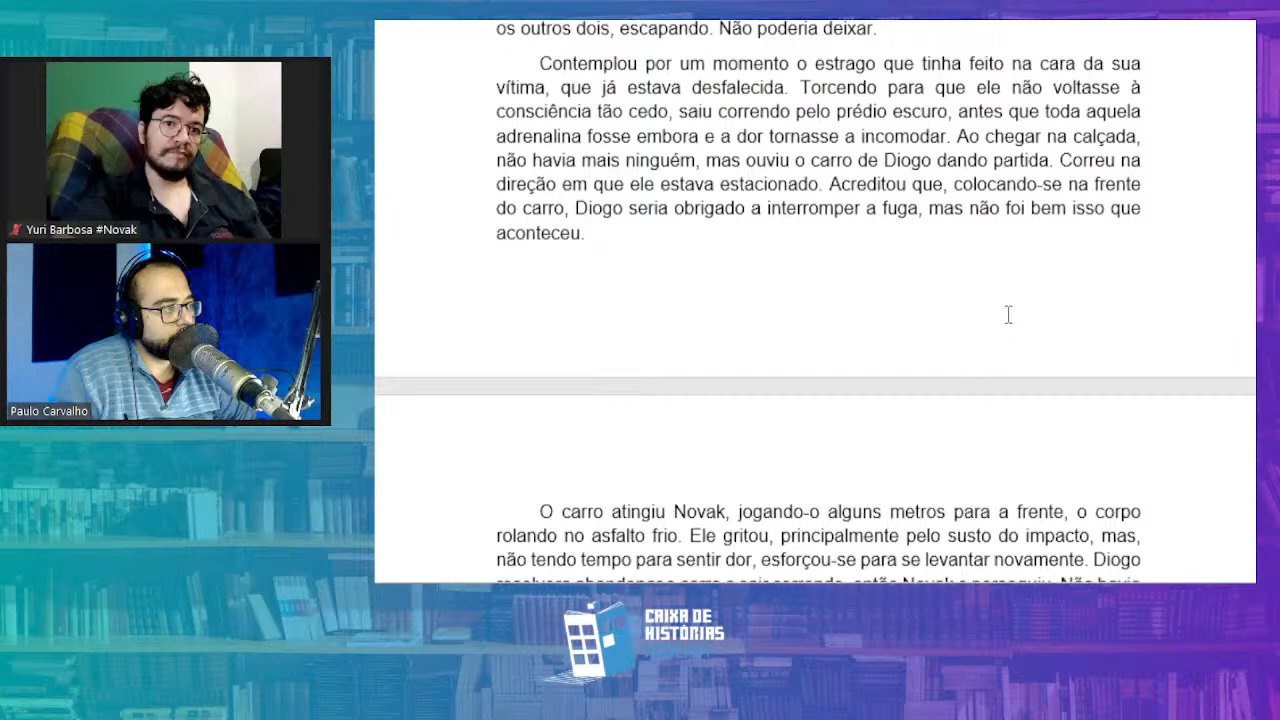 os outros dois, escapando. Não poderia deixar.
Contemplou por um momento o estrago que tinha feito na cara da sua
vítima, que já estava desfalecida. Torcendo para que ele não voltasse à
consciência tão cedo, saiu correndo pelo prédio escuro, antes que toda aquela
adrenalina fosse embora e a dor tornasse a incomodar. Ao chegar na calçada,
não havia mais ninguém, mas ouviu o carro de Diogo dando partida. Correu na
direção em que ele estava estacionado. Acreditou que, colocando-se na frente
do carro, Diogo seria obrigado a interromper a fuga, mas não foi bem isso que
aconteceu.
O carro atingiu Novak, jogando-o alguns metros para a frente, o corpo
rolando no asfalto frio. Ele gritou, principalmente pelo susto do impacto, mas,
não tendo tempo para sentir dor, esforçou-se para se levantar novamente. Diogo
Yuri Barbosa #Novak
Paulo Carvalho
CAIXA DE
HISTÓRIAS